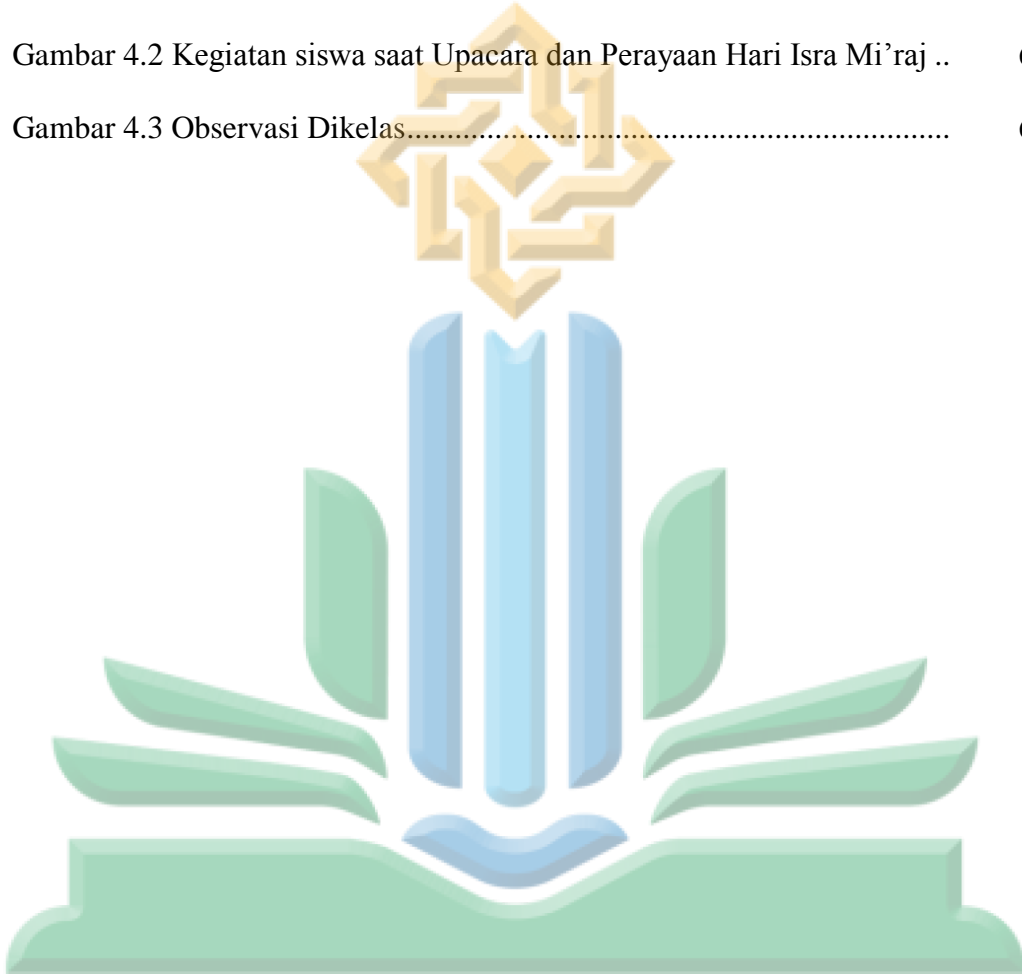 Gambar 4.2 Kegiatan siswa saat Upacara dan Perayaan Hari Isra Mi’raj ..
Gambar 4.3 Observasi Dikelas....................................................................